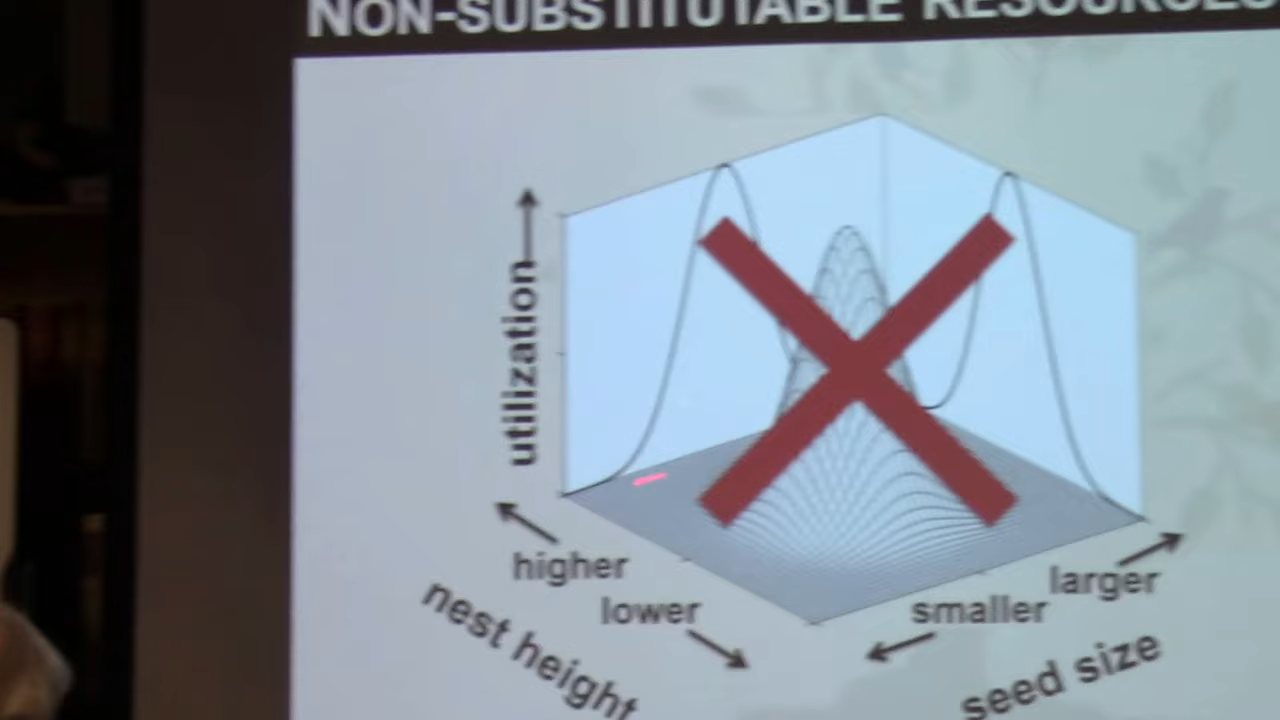 NON-SUBSTITUTABLE RESOURCES
utilization
higher
lower
nest height
smaller
larger
seed size